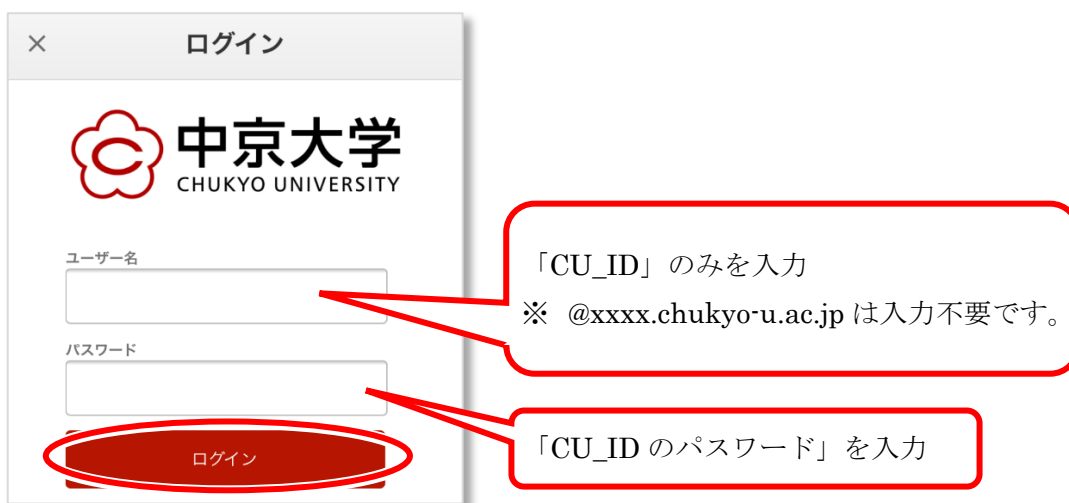 × ログイン
中京大学
CHUKYO UNIVERSITY
ユーザー名
「CU_ID」のみを入力
※ @xxxx.chukyo-u.ac.jp は入力不要です。
パスワード
「CU_ID のパスワード」を入力
ログイン